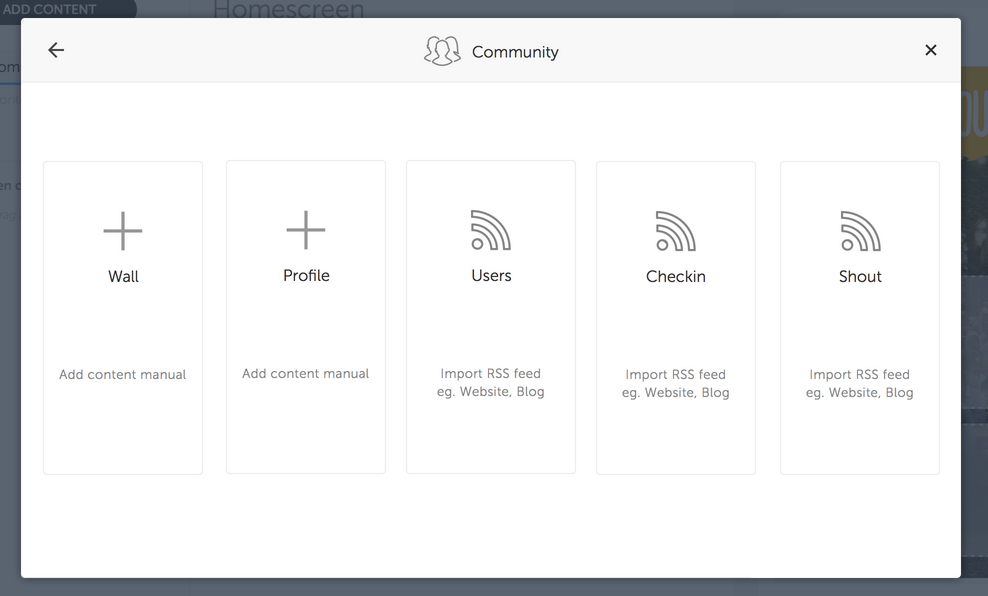 ADD CONTENT
Homescreen
Community
Wall
Profile
Users
Checkin
Shout
Add content manual
Add content manual
Import RSS feed
eg. Website, Blog
Import RSS feed
eg. Website, Blog
Import RSS feed
eg. Website, Blog